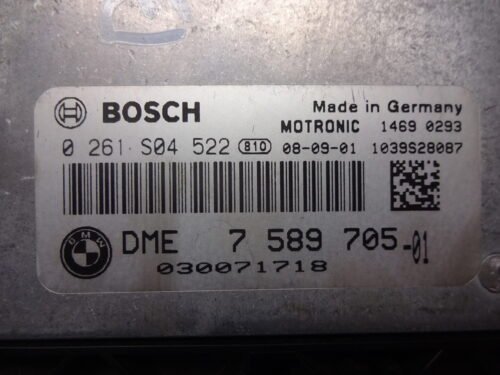 BOSCH Made in Germany
MOTRONIC 1469 0293
0 261 S04 522 810 08-09-01 1039S28087
BMW DME 7 589 705-01
030071718